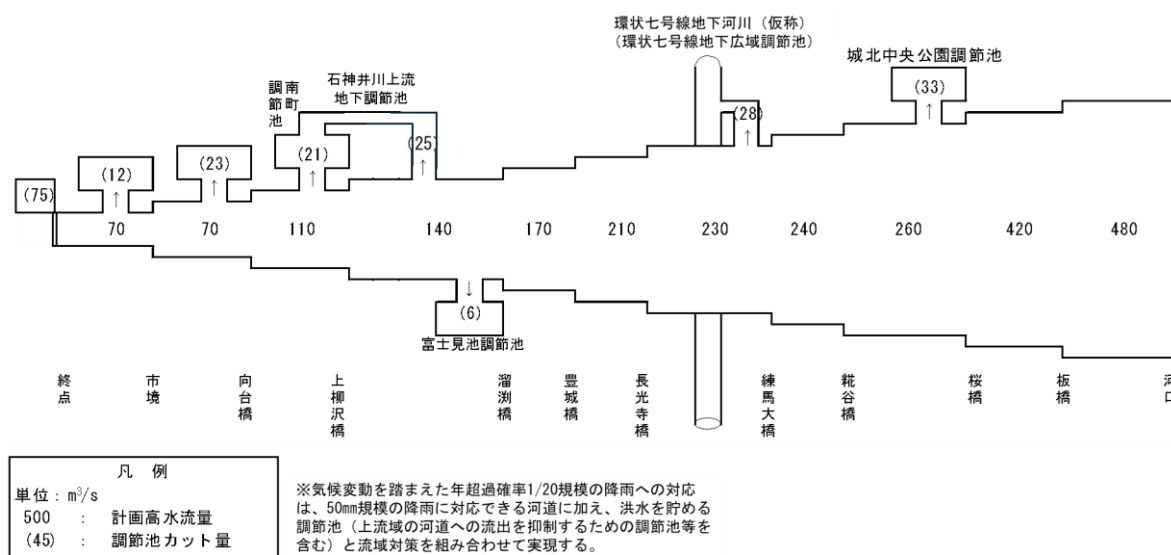 環状七号線地下河川（仮称）
（環状七号線地下広域調節池）
城北中央公園調節池
石神井川上流
地下調節池
南町
調節池
(75)
(12)
↑
(23)
↑
(21)
↑
(25)
↑
(28)
↑
(33)
↑
70
70
110
140
170
210
230
240
260
420
480
↓
(6)
富士見池調節池
終点
市境
向台橋
上柳沢橋
溜渕橋
豊城橋
長光寺橋
練馬大橋
糀谷橋
桜橋
板橋
河口
凡 例
単位：m³/s
500 ： 計画高水流量
(45) ： 調節池カット量
※気候変動を踏まえた年超過確率1/20規模の降雨への対応
は、50mm規模の降雨に対応できる河道に加え、洪水を貯める
調節池（上流域の河道への流出を抑制するための調節池等を
含む）と流域対策を組み合わせて実現する。